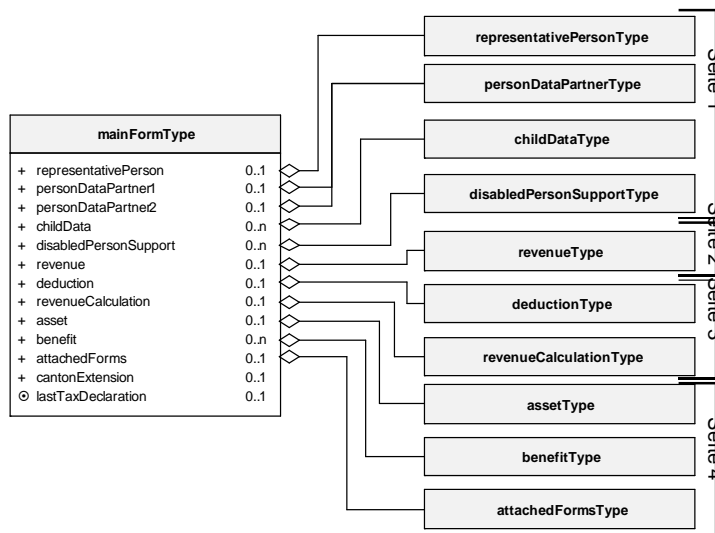 mainFormType
+ representativePerson 0..1
+ personDataPartner1 0..1
+ personDataPartner2 0..1
+ childData 0..n
+ disabledPersonSupport 0..n
+ revenue 0..1
+ deduction 0..1
+ revenueCalculation 0..1
+ asset 0..1
+ benefit 0..n
+ attachedForms 0..1
+ cantonExtension 0..1
⊙ lastTaxDeclaration 0..1
representativePersonType
personDataPartnerType
childDataType
disabledPersonSupportType
revenueType
deductionType
revenueCalculationType
assetType
benefitType
attachedFormsType
Seite 1
Seite 2
Seite 3
Seite 4